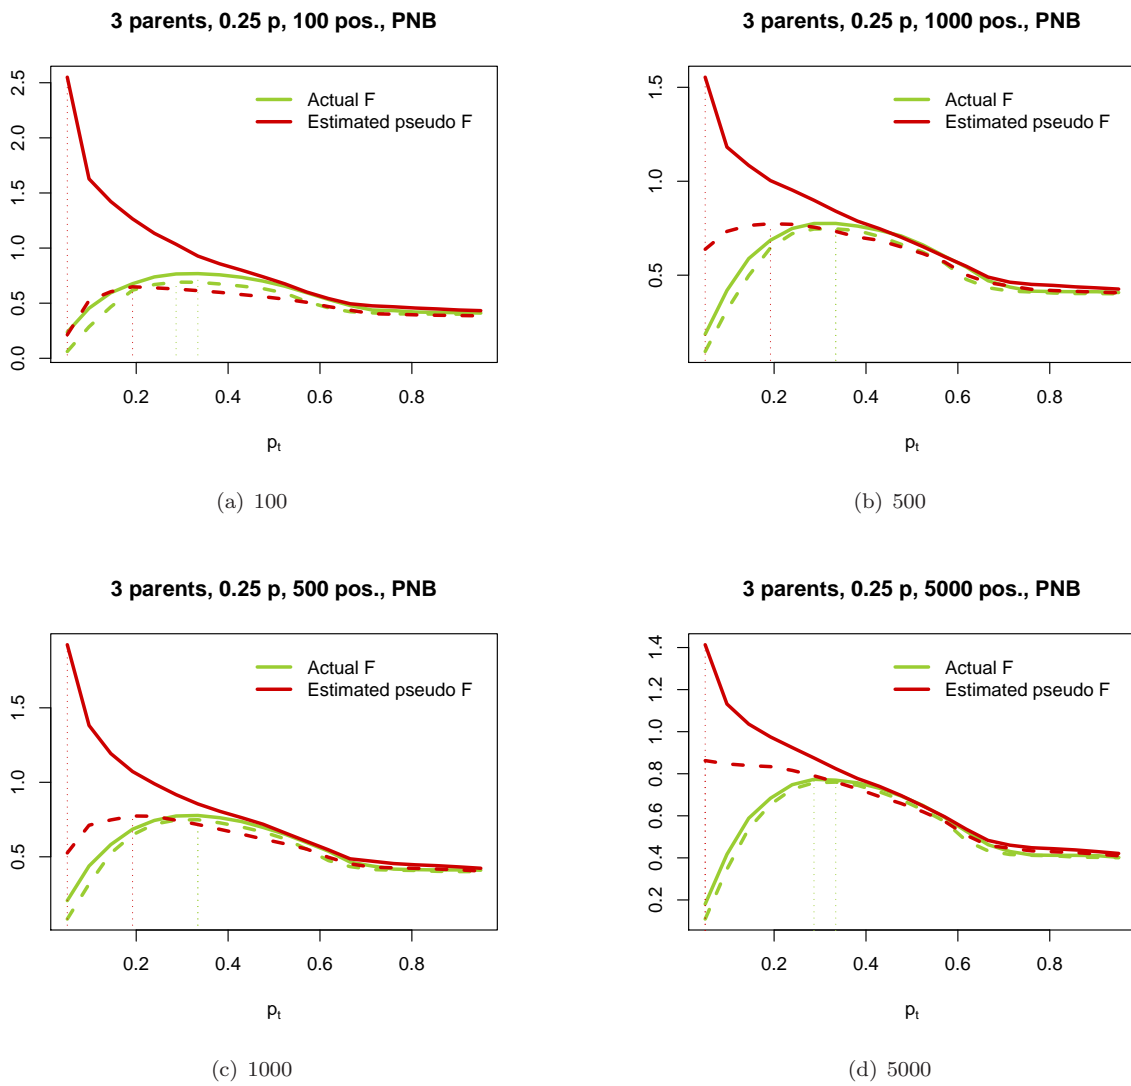 3 parents, 0.25 p, 100 pos., PNB
2.5
2.0
1.5
1.0
0.5
0.0
Actual F
Estimated pseudo F
0.2 0.4 0.6 0.8
pt
(a) 100
3 parents, 0.25 p, 1000 pos., PNB
1.5
1.0
0.5
Actual F
Estimated pseudo F
0.2 0.4 0.6 0.8
pt
(b) 500
3 parents, 0.25 p, 500 pos., PNB
1.5
1.0
0.5
Actual F
Estimated pseudo F
0.2 0.4 0.6 0.8
pt
(c) 1000
3 parents, 0.25 p, 5000 pos., PNB
1.4
1.2
1.0
0.8
0.6
0.4
0.2
Actual F
Estimated pseudo F
0.2 0.4 0.6 0.8
pt
(d) 5000